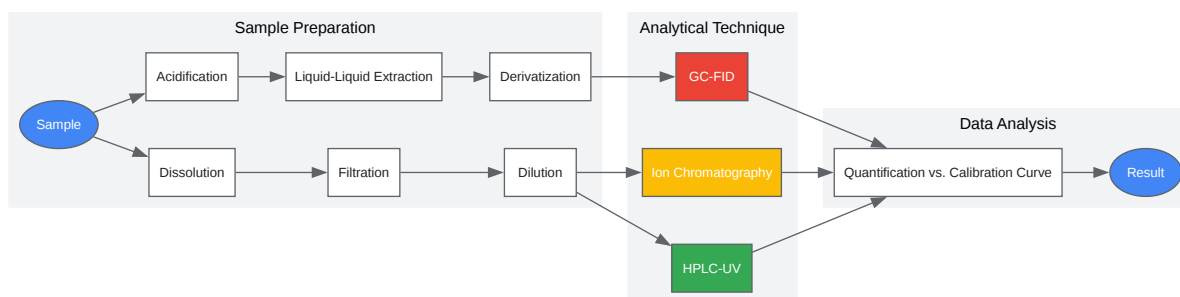 Sample Preparation
Analytical Technique
Acidification
Liquid-Liquid Extraction
Derivatization
GC-FID
Sample
Data Analysis
Dissolution
Filtration
Dilution
Ion Chromatography
Quantification vs. Calibration Curve
Result
HPLC-UV